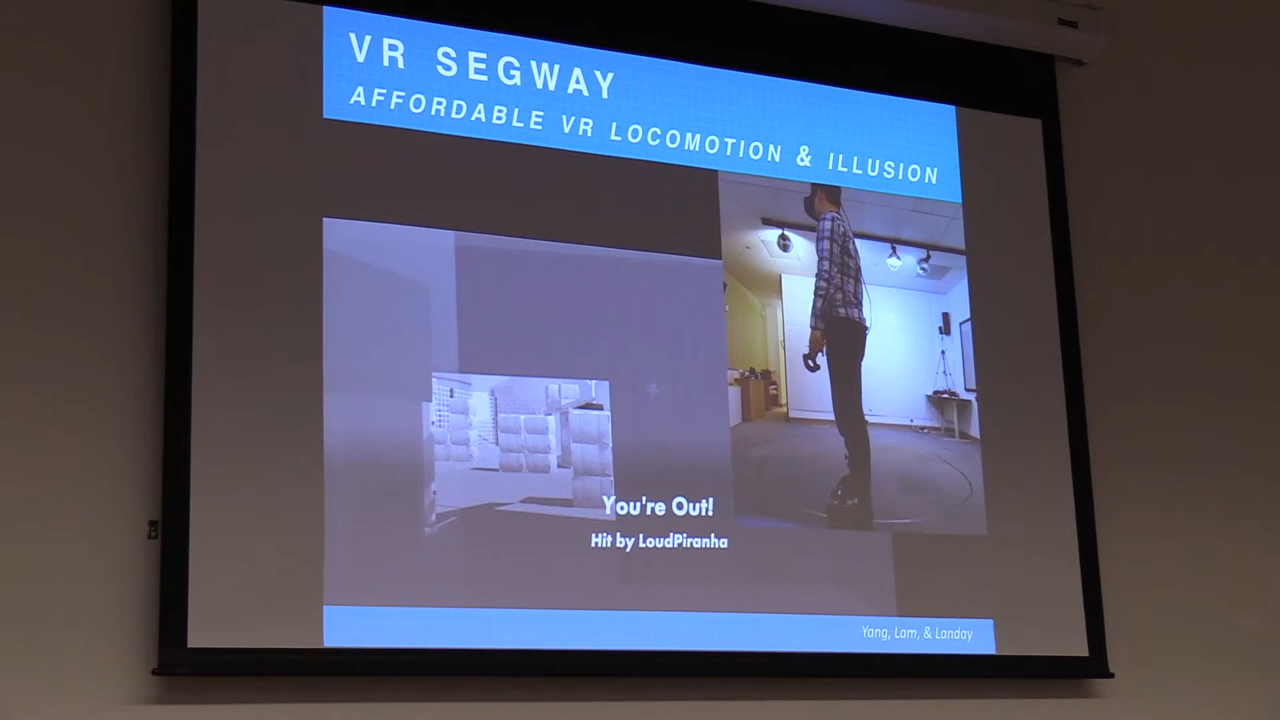 VR SEGWAY
AFFORDABLE VR LOCOMOTION & ILLUSION
You're Out!
Hit by LoudPiranha
Yang, Lam, & Landay